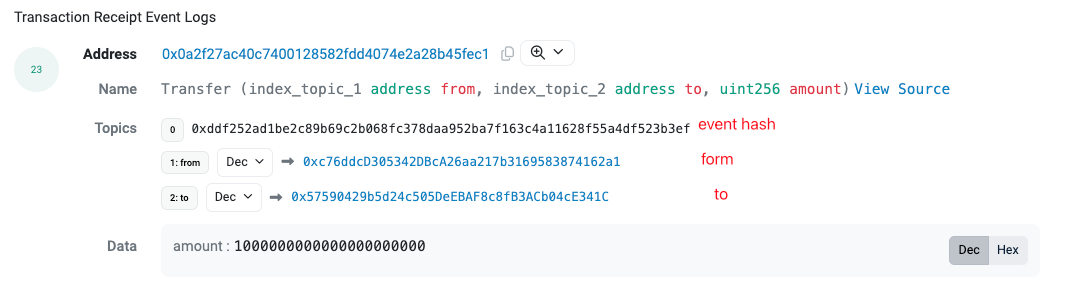 Transaction Receipt Event Logs
23
Address 0x0a2f27ac40c7400128582fdd4074e2a28b45fec1
Name Transfer (index_topic_1 address from, index_topic_2 address to, uint256 amount) View Source
Topics 0 0xddf252ad1be2c89b69c2b068fc378daa952ba7f163c4a11628f55a4df523b3ef event hash
1: from Dec 0xc76ddcD305342DBcA26aa217b3169583874162a1 form
2: to Dec 0x57590429b5d24c505DeEBAF8c8fB3ACb04cE341C to
Data amount : 1000000000000000000000 Dec Hex